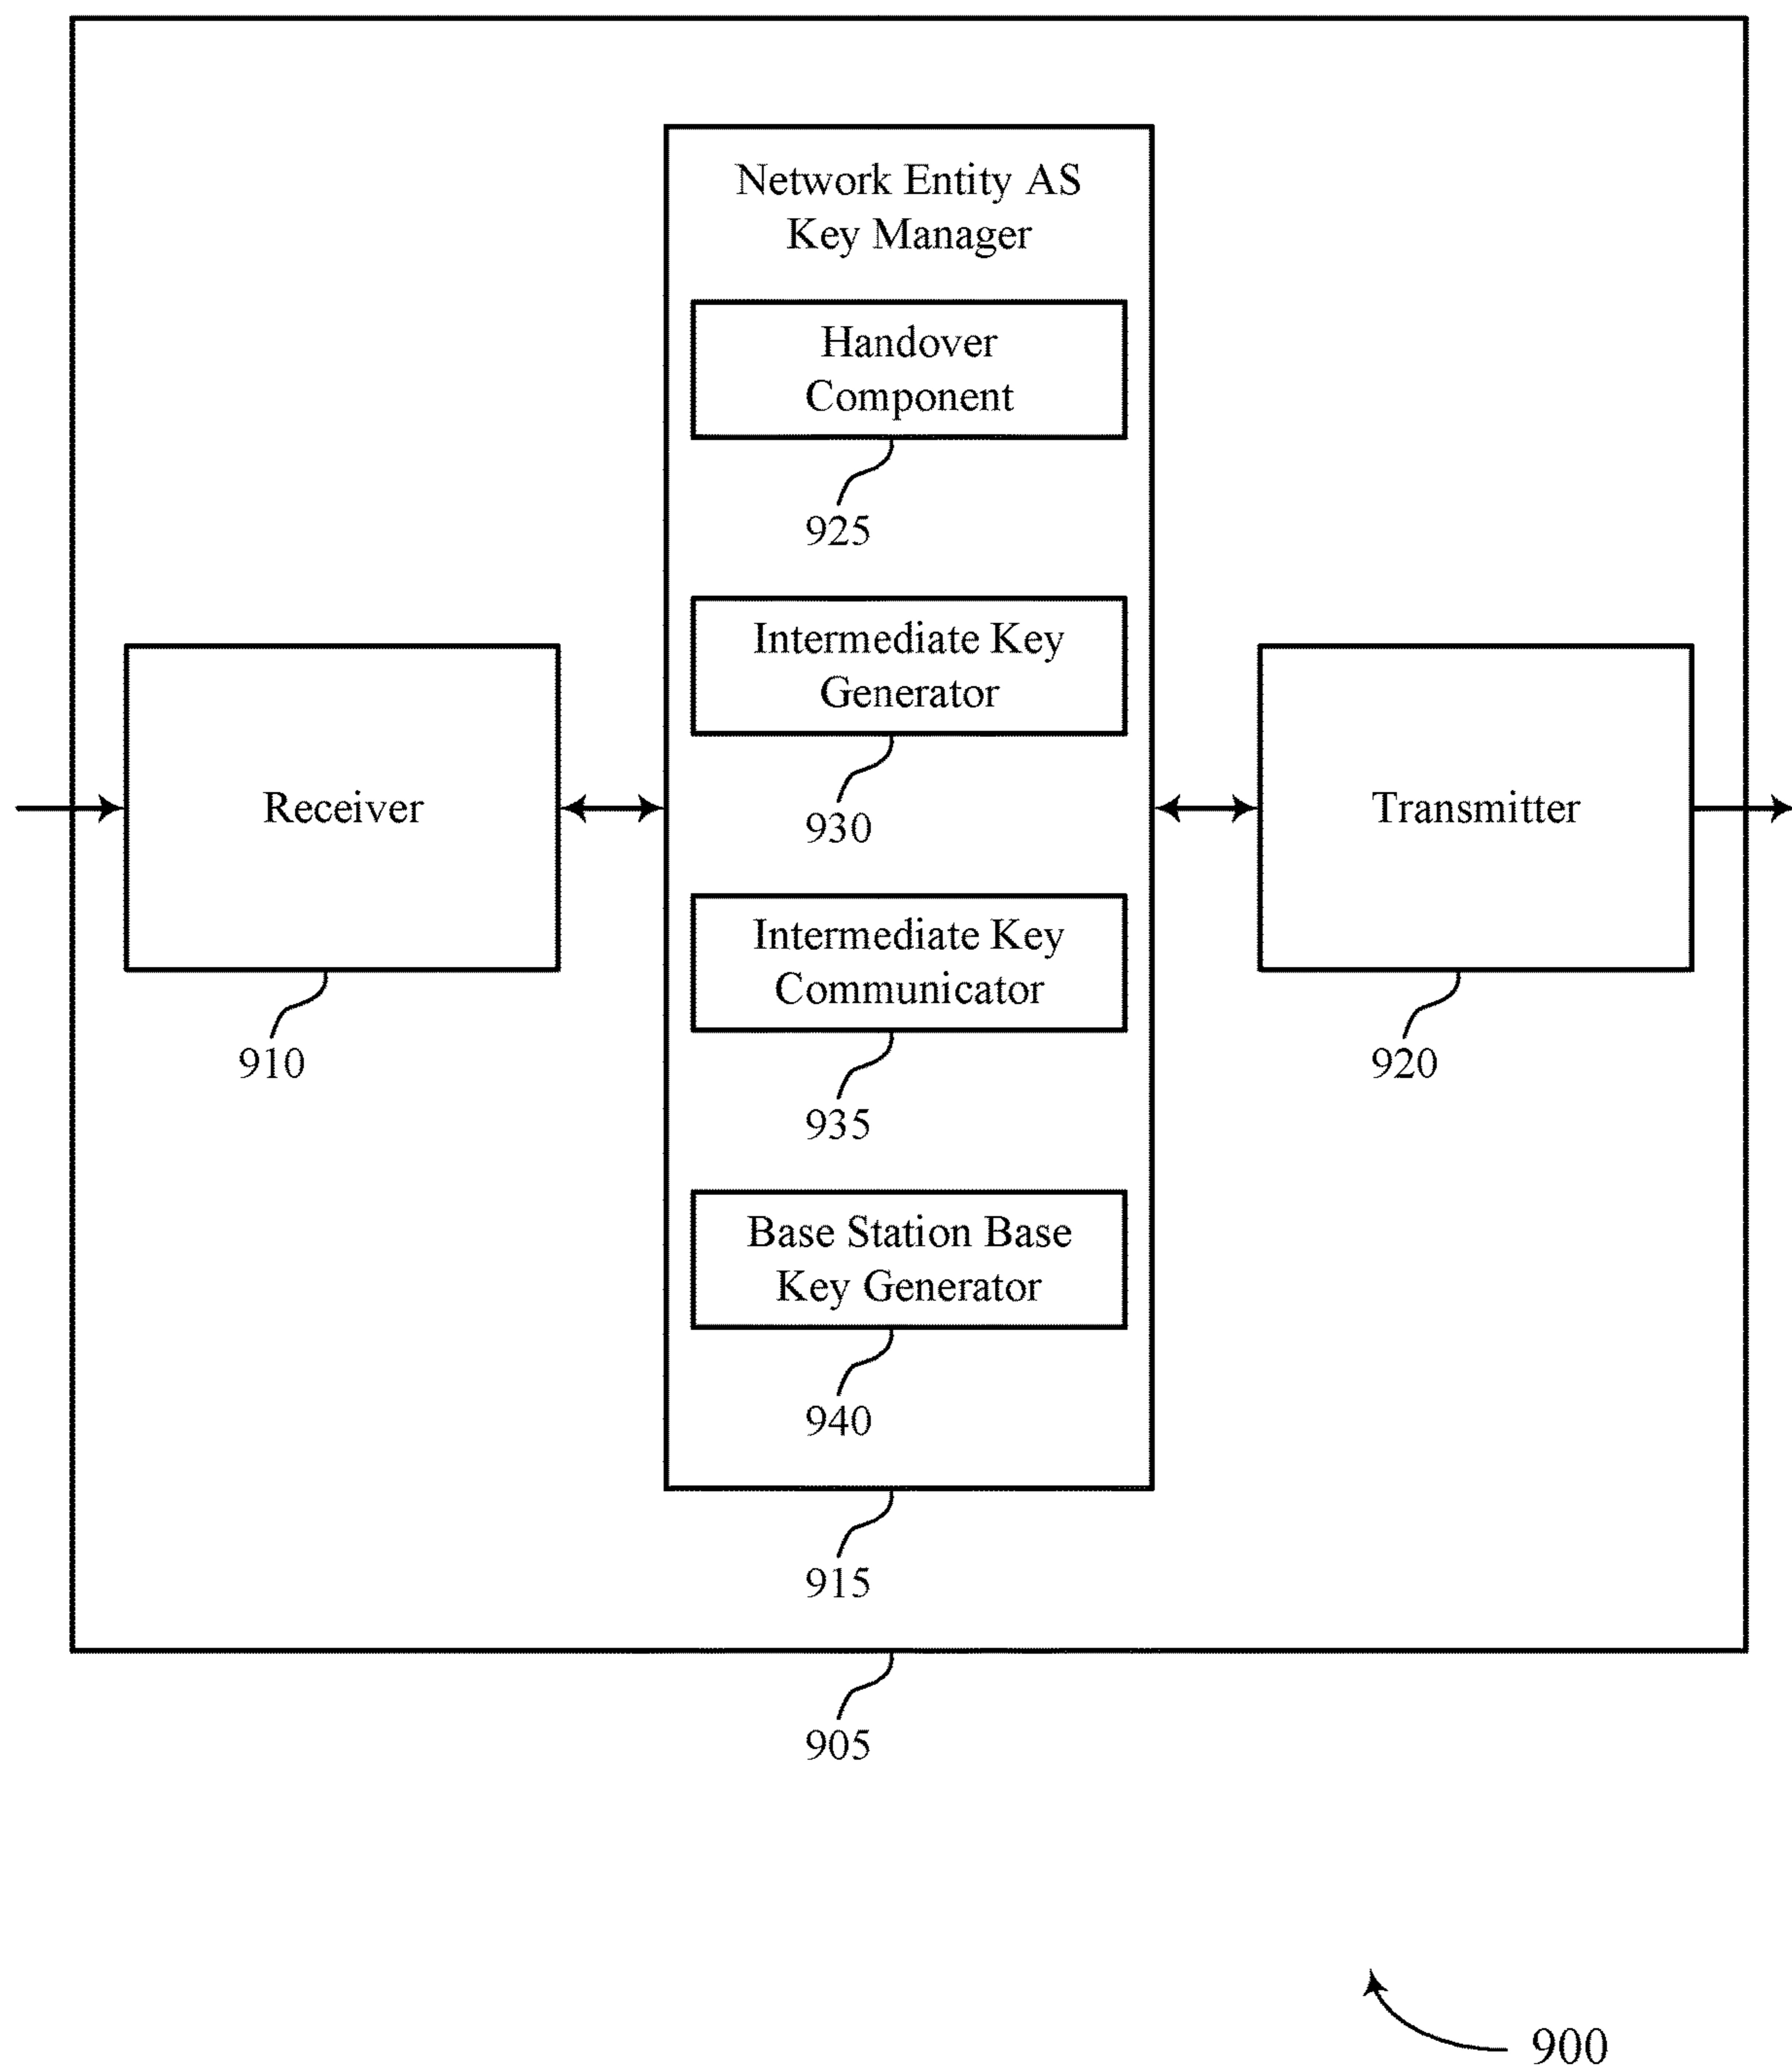 Network Entity AS
Key Manager
Handover
Component
925
Intermediate Key
Generator
930
Receiver
910
Transmitter
920
Intermediate Key
Communicator
935
Base Station Base
Key Generator
940
915
905
900